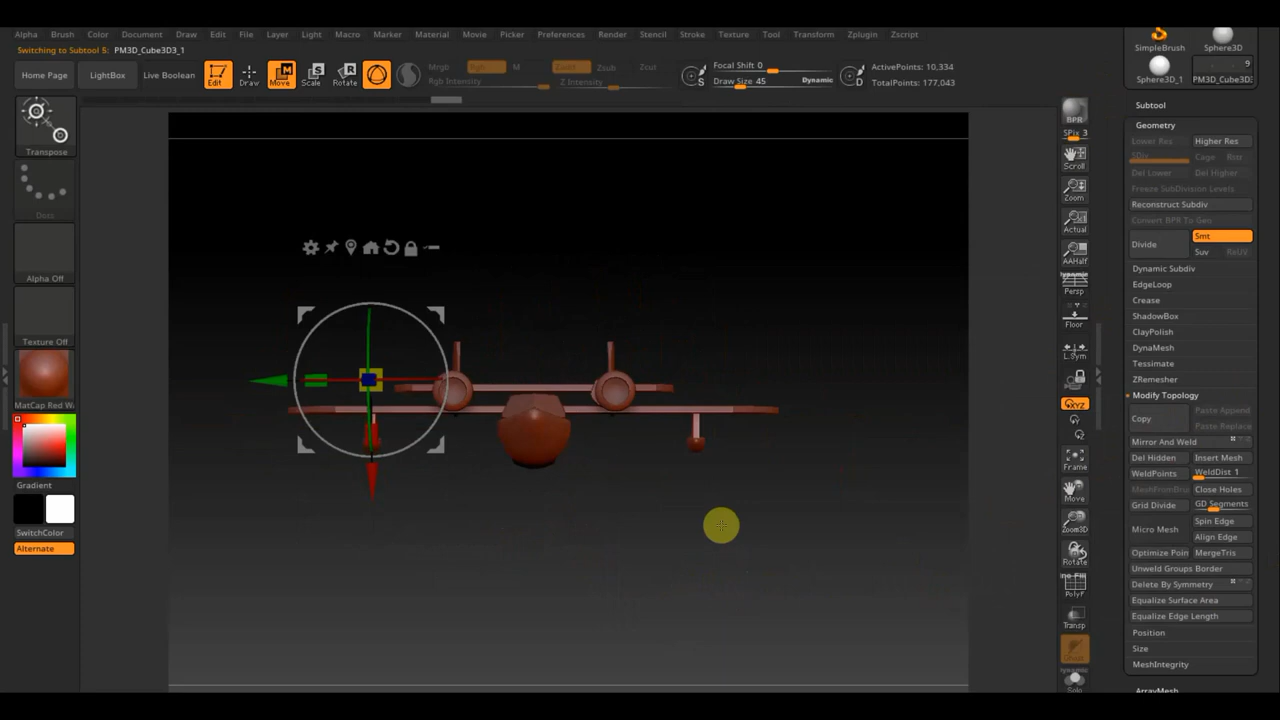 Alpha Brush Color Document Draw Edit File Layer Light Macro Marker Material Movie Picker Preferences Render Stencil Stroke Texture Tool Transform Zplugin Zscript
Switching to Subtool 5: PM3D_Cube3D3_1
Home Page
LightBox
Live Boolean
Edit
Draw
Move
Scale
Rotate
Mrgb
Rgb
M
Rgb Intensity
Zadd
Zsub
Zcut
Z Intensity
S
Focal Shift 0
Draw Size 45
Dynamic
D
ActivePoints: 10,334
TotalPoints: 177,043
SimpleBrush
Sphere3D
Sphere3D_1
9
PM3D_Cube3D
Transpose
Dots
Alpha Off
Texture Off
MatCap Red Wa
Gradient
SwitchColor
Alternate
BPR
SPix 3
Scroll
Zoom
Actual
AAHalf
Dynamic
Persp
Floor
L.Sym
XYZ
Y
Z
Frame
Move
Zoom3D
Rotate
Line Fill
PolyF
Transp
Ghost
Dynamic
Solo
Subtool
Geometry
Lower Res
Higher Res
SDiv
Cage
Rstr
Del Lower
Del Higher
Freeze SubDivision Levels
Reconstruct Subdiv
Convert BPR To Geo
Divide
Smt
Suv
ReUV
Dynamic Subdiv
EdgeLoop
Crease
ShadowBox
ClayPolish
DynaMesh
Tessimate
ZRemesher
Modify Topology
Copy
Paste Append
Paste Replace
Mirror And Weld
Del Hidden
Insert Mesh
WeldPoints
WeldDist 1
MeshFromBrus
Close Holes
Grid Divide
GD Segments
Micro Mesh
Spin Edge
Align Edge
Optimize Poin
MergeTris
Unweld Groups Border
Delete By Symmetry
Equalize Surface Area
Equalize Edge Length
Position
Size
MeshIntegrity
ArrayMesh